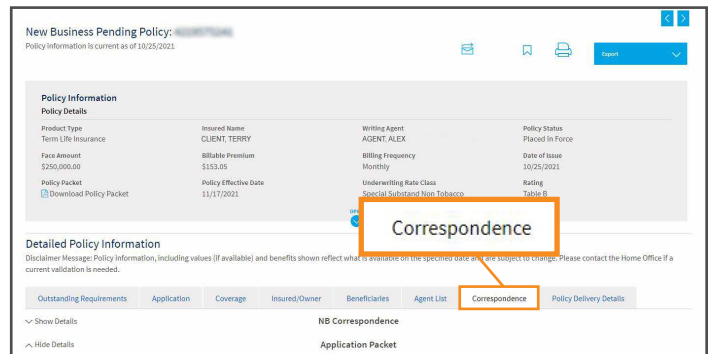 New Business Pending Policy:
Policy information is current as of 10/25/2021
Export
Policy Information
Policy Details
Product Type Insured Name Writing Agent Policy Status
Term Life Insurance CLIENT, TERRY AGENT, ALEX Placed in Force
Face Amount Billable Premium Billing Frequency Date of Issue
$250,000.00 $153.05 Monthly 10/25/2021
Policy Packet Policy Effective Date Underwriting Rate Class Rating
Download Policy Packet 11/17/2021 Special Substand Non Tobacco Table B
Correspondence
Detailed Policy Information
Disclaimer Message: Policy information, including values (if available) and benefits shown reflect what is available on the specified date and are subject to change. Please contact the Home Office if a
current validation is needed.
Outstanding Requirements Application Coverage Insured/Owner Beneficiaries Agent List Correspondence Policy Delivery Details
Show Details NB Correspondence
Hide Details Application Packet